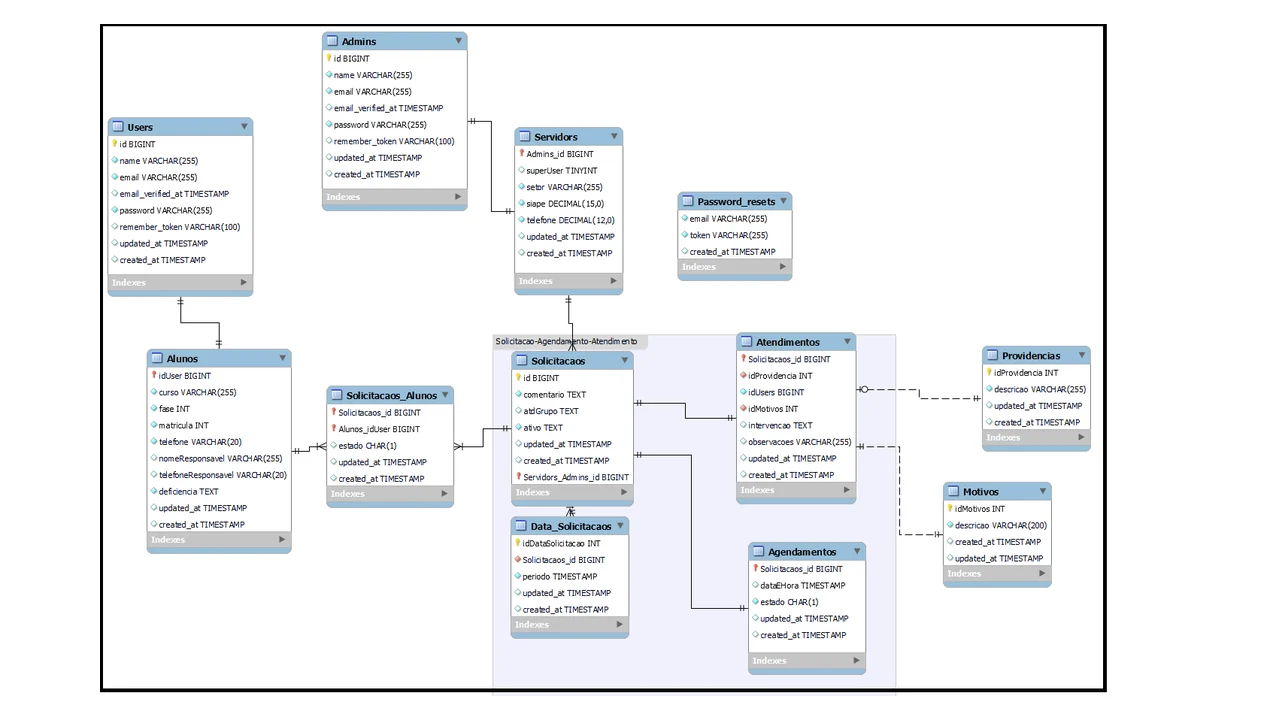 Admins
id BIGINT
name VARCHAR(255)
email VARCHAR(255)
email_verified_at TIMESTAMP
password VARCHAR(255)
remember_token VARCHAR(100)
updated_at TIMESTAMP
created_at TIMESTAMP
Indexes
Users
id BIGINT
name VARCHAR(255)
email VARCHAR(255)
email_verified_at TIMESTAMP
password VARCHAR(255)
remember_token VARCHAR(100)
updated_at TIMESTAMP
created_at TIMESTAMP
Indexes
Servidors
Admins_id BIGINT
superUser TINYINT
setor VARCHAR(255)
siape DECIMAL(15,0)
telefone DECIMAL(12,0)
updated_at TIMESTAMP
created_at TIMESTAMP
Indexes
Password_resets
email VARCHAR(255)
token VARCHAR(255)
created_at TIMESTAMP
Indexes
Alunos
idUser BIGINT
curso VARCHAR(255)
fase INT
matricula INT
telefone VARCHAR(20)
nomeResponsavel VARCHAR(255)
telefoneResponsavel VARCHAR(20)
deficiencia TEXT
updated_at TIMESTAMP
created_at TIMESTAMP
Indexes
Solicitacaos_Alunos
Solicitacaos_id BIGINT
Alunos_idUser BIGINT
estado CHAR(1)
updated_at TIMESTAMP
created_at TIMESTAMP
Indexes
Solicitacao-Agendamento-Atendimento
Solicitacaos
id BIGINT
comentario TEXT
atdGrupo TEXT
ativo TEXT
updated_at TIMESTAMP
created_at TIMESTAMP
Servidors_Admins_id BIGINT
Indexes
Data_Solicitacaos
idDataSolicitacao INT
Solicitacaos_id BIGINT
periodo TIMESTAMP
updated_at TIMESTAMP
created_at TIMESTAMP
Indexes
Atendimentos
Solicitacaos_id BIGINT
idProvidencia INT
idUsers BIGINT
idMotivos INT
intervencao TEXT
observacoes VARCHAR(255)
updated_at TIMESTAMP
created_at TIMESTAMP
Indexes
Agendamentos
Solicitacaos_id BIGINT
dataEHora TIMESTAMP
estado CHAR(1)
updated_at TIMESTAMP
created_at TIMESTAMP
Indexes
Providencias
idProvidencia INT
descricao VARCHAR(255)
updated_at TIMESTAMP
created_at TIMESTAMP
Indexes
Motivos
idMotivos INT
descricao VARCHAR(200)
created_at TIMESTAMP
updated_at TIMESTAMP
Indexes